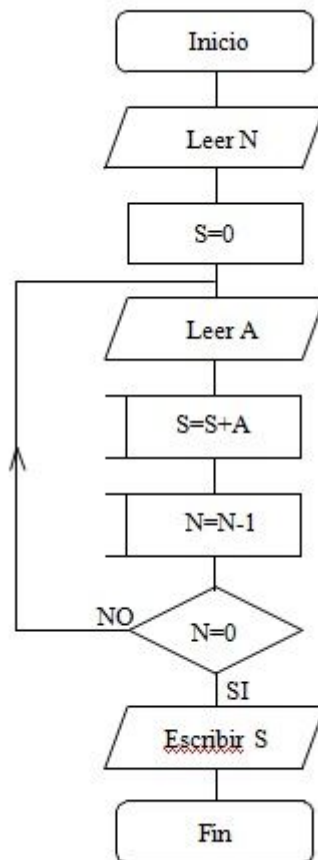 Inicio
Leer N
S=0
Leer A
S=S+A
N=N-1
NO
N=0
SI
Escribir S
Fin